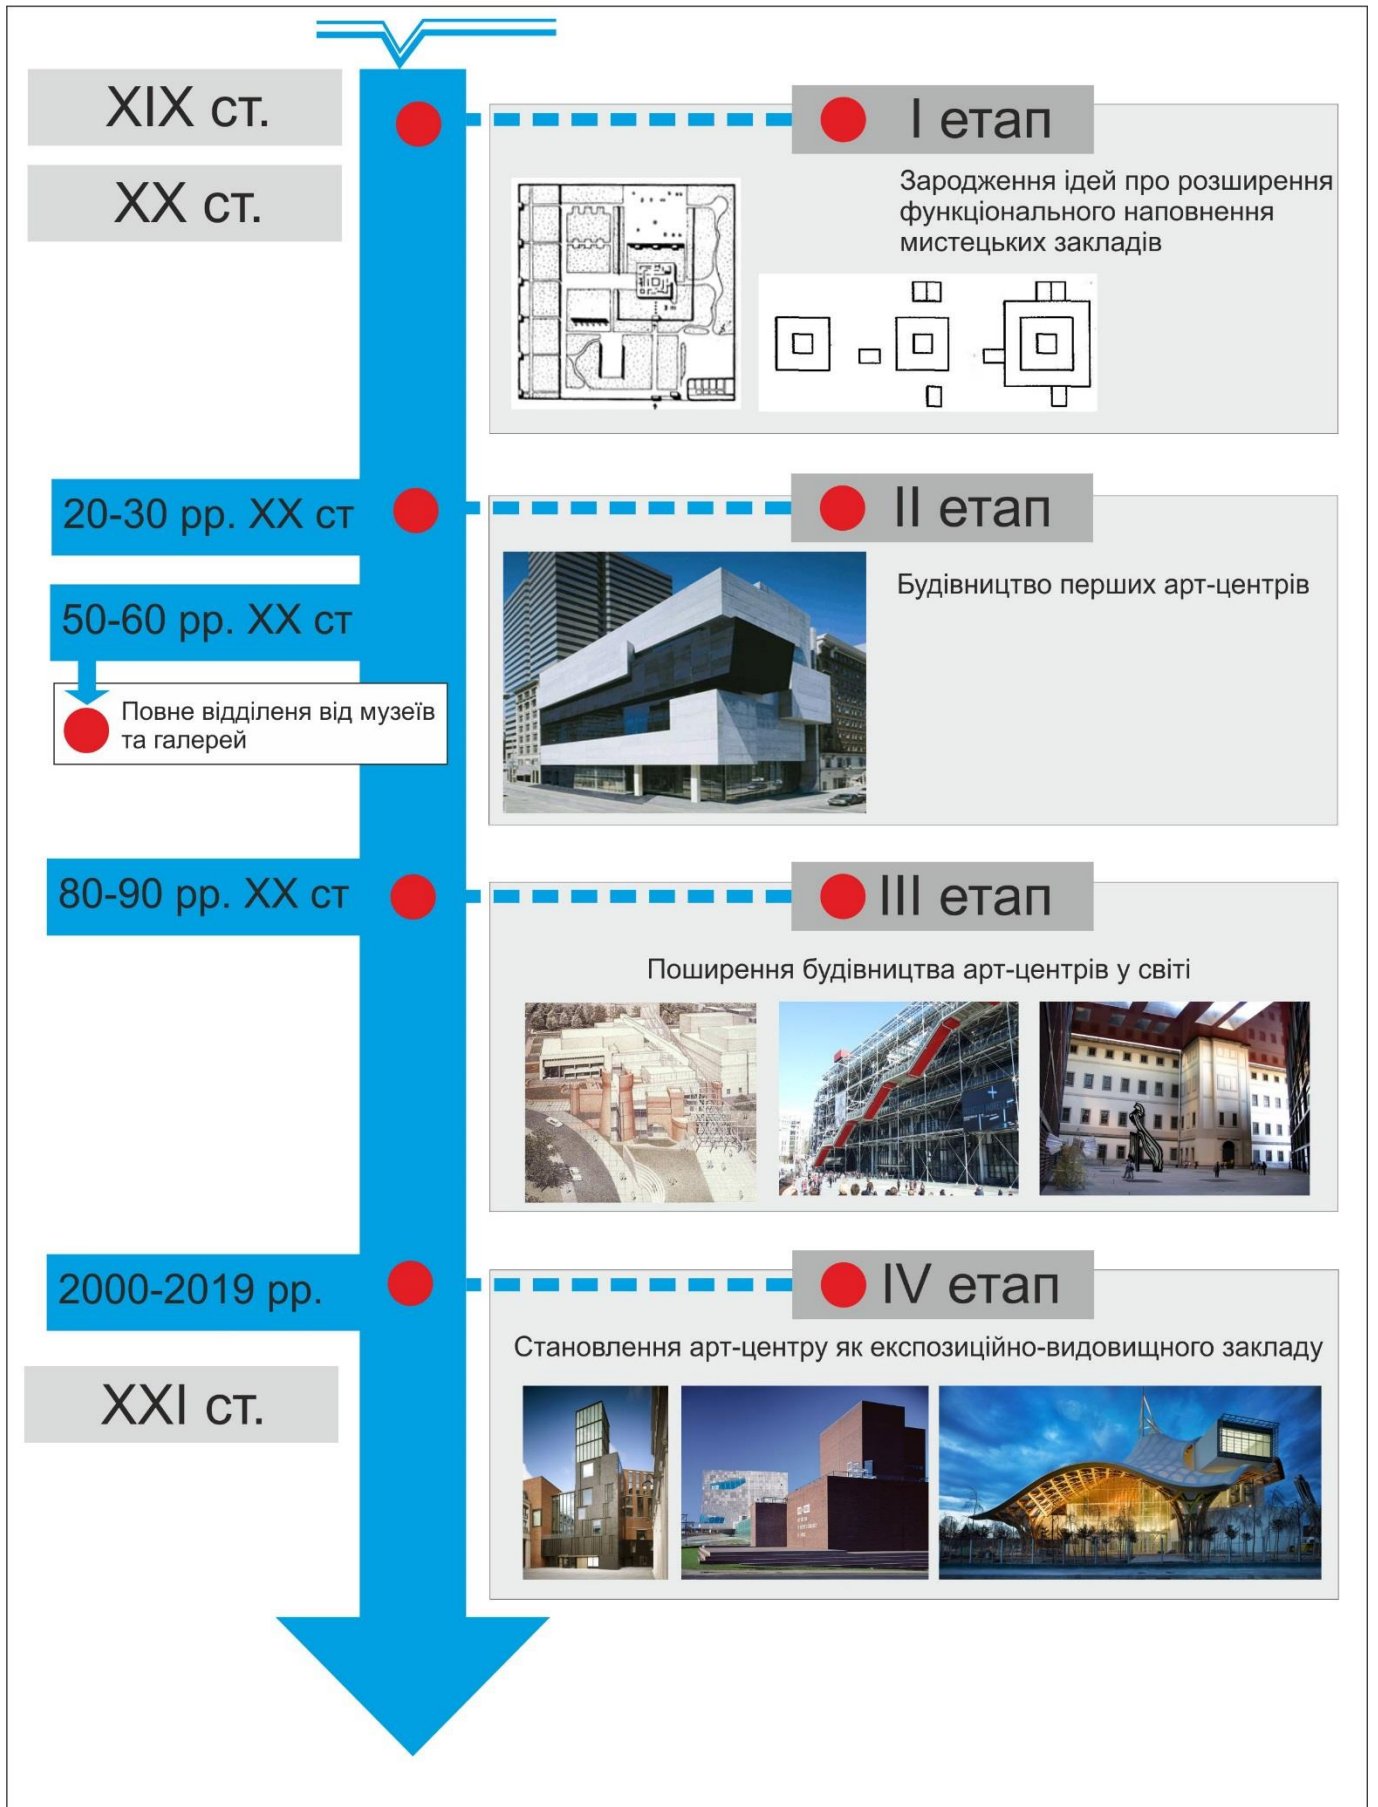 XIX ст.
XX ст.
I етап
Зародження ідей про розширення
функціонального наповнення
мистецьких закладів
20-30 рр. XX ст
50-60 рр. XX ст
Повне відділеня від музеїв
та галерей
II етап
Будівництво перших арт-центрів
80-90 рр. XX ст
III етап
Поширення будівництва арт-центрів у світі
2000-2019 рр.
XXI ст.
IV етап
Становлення арт-центру як експозиційно-видовищного закладу